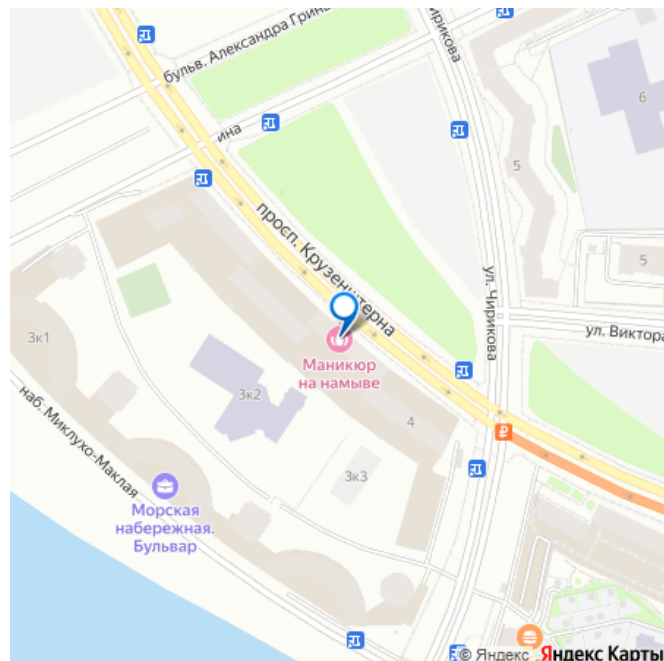 бульв. Александра Грина
ирикова
6
ина
5
просп. Крузенштерна
5
ул. Чирикова
ул. Виктора
3к1
Маникюр
на намыве
3к2
4
наб. Миклухо-Маклая
3к3
Морская
набережная.
Бульвар
© Яндекс Яндекс Карты